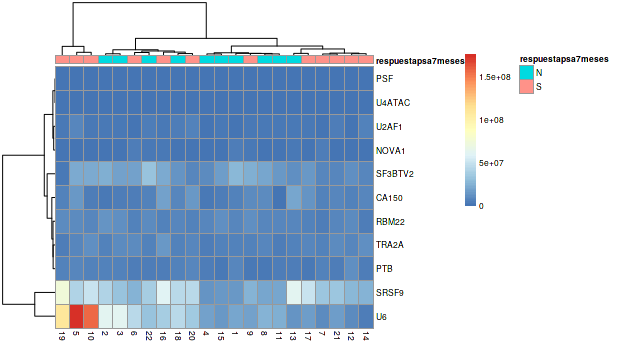 respuestapsa7meses
PSF
U4ATAC
U2AF1
NOVA1
SF3BTV2
CA150
RBM22
TRA2A
PTB
SRSF9
U6
19 5 10 2 3 6 22 16 18 20 4 15 1 9 8 11 13 17 7 21 12 14
1.5e+08
1e+08
5e+07
0
respuestapsa7meses
N
S